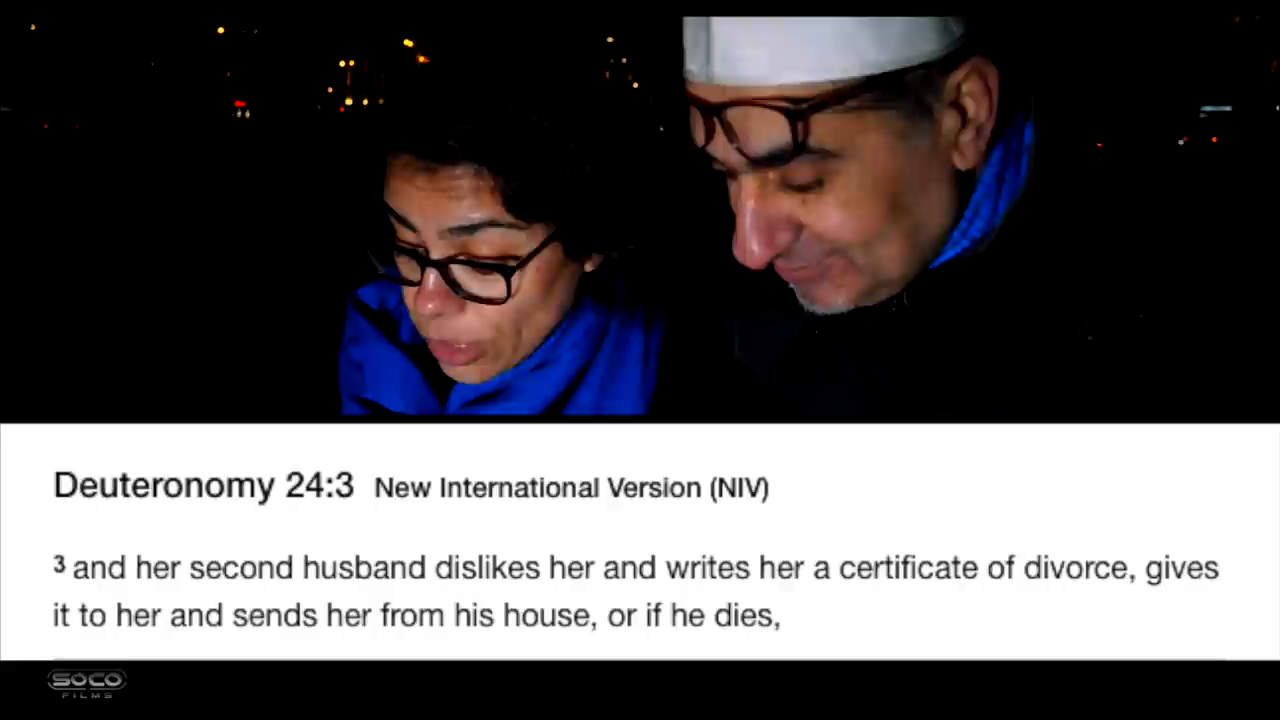 Deuteronomy 24:3 New International Version (NIV)
3 and her second husband dislikes her and writes her a certificate of divorce, gives
it to her and sends her from his house, or if he dies,
SOCO
FILMS